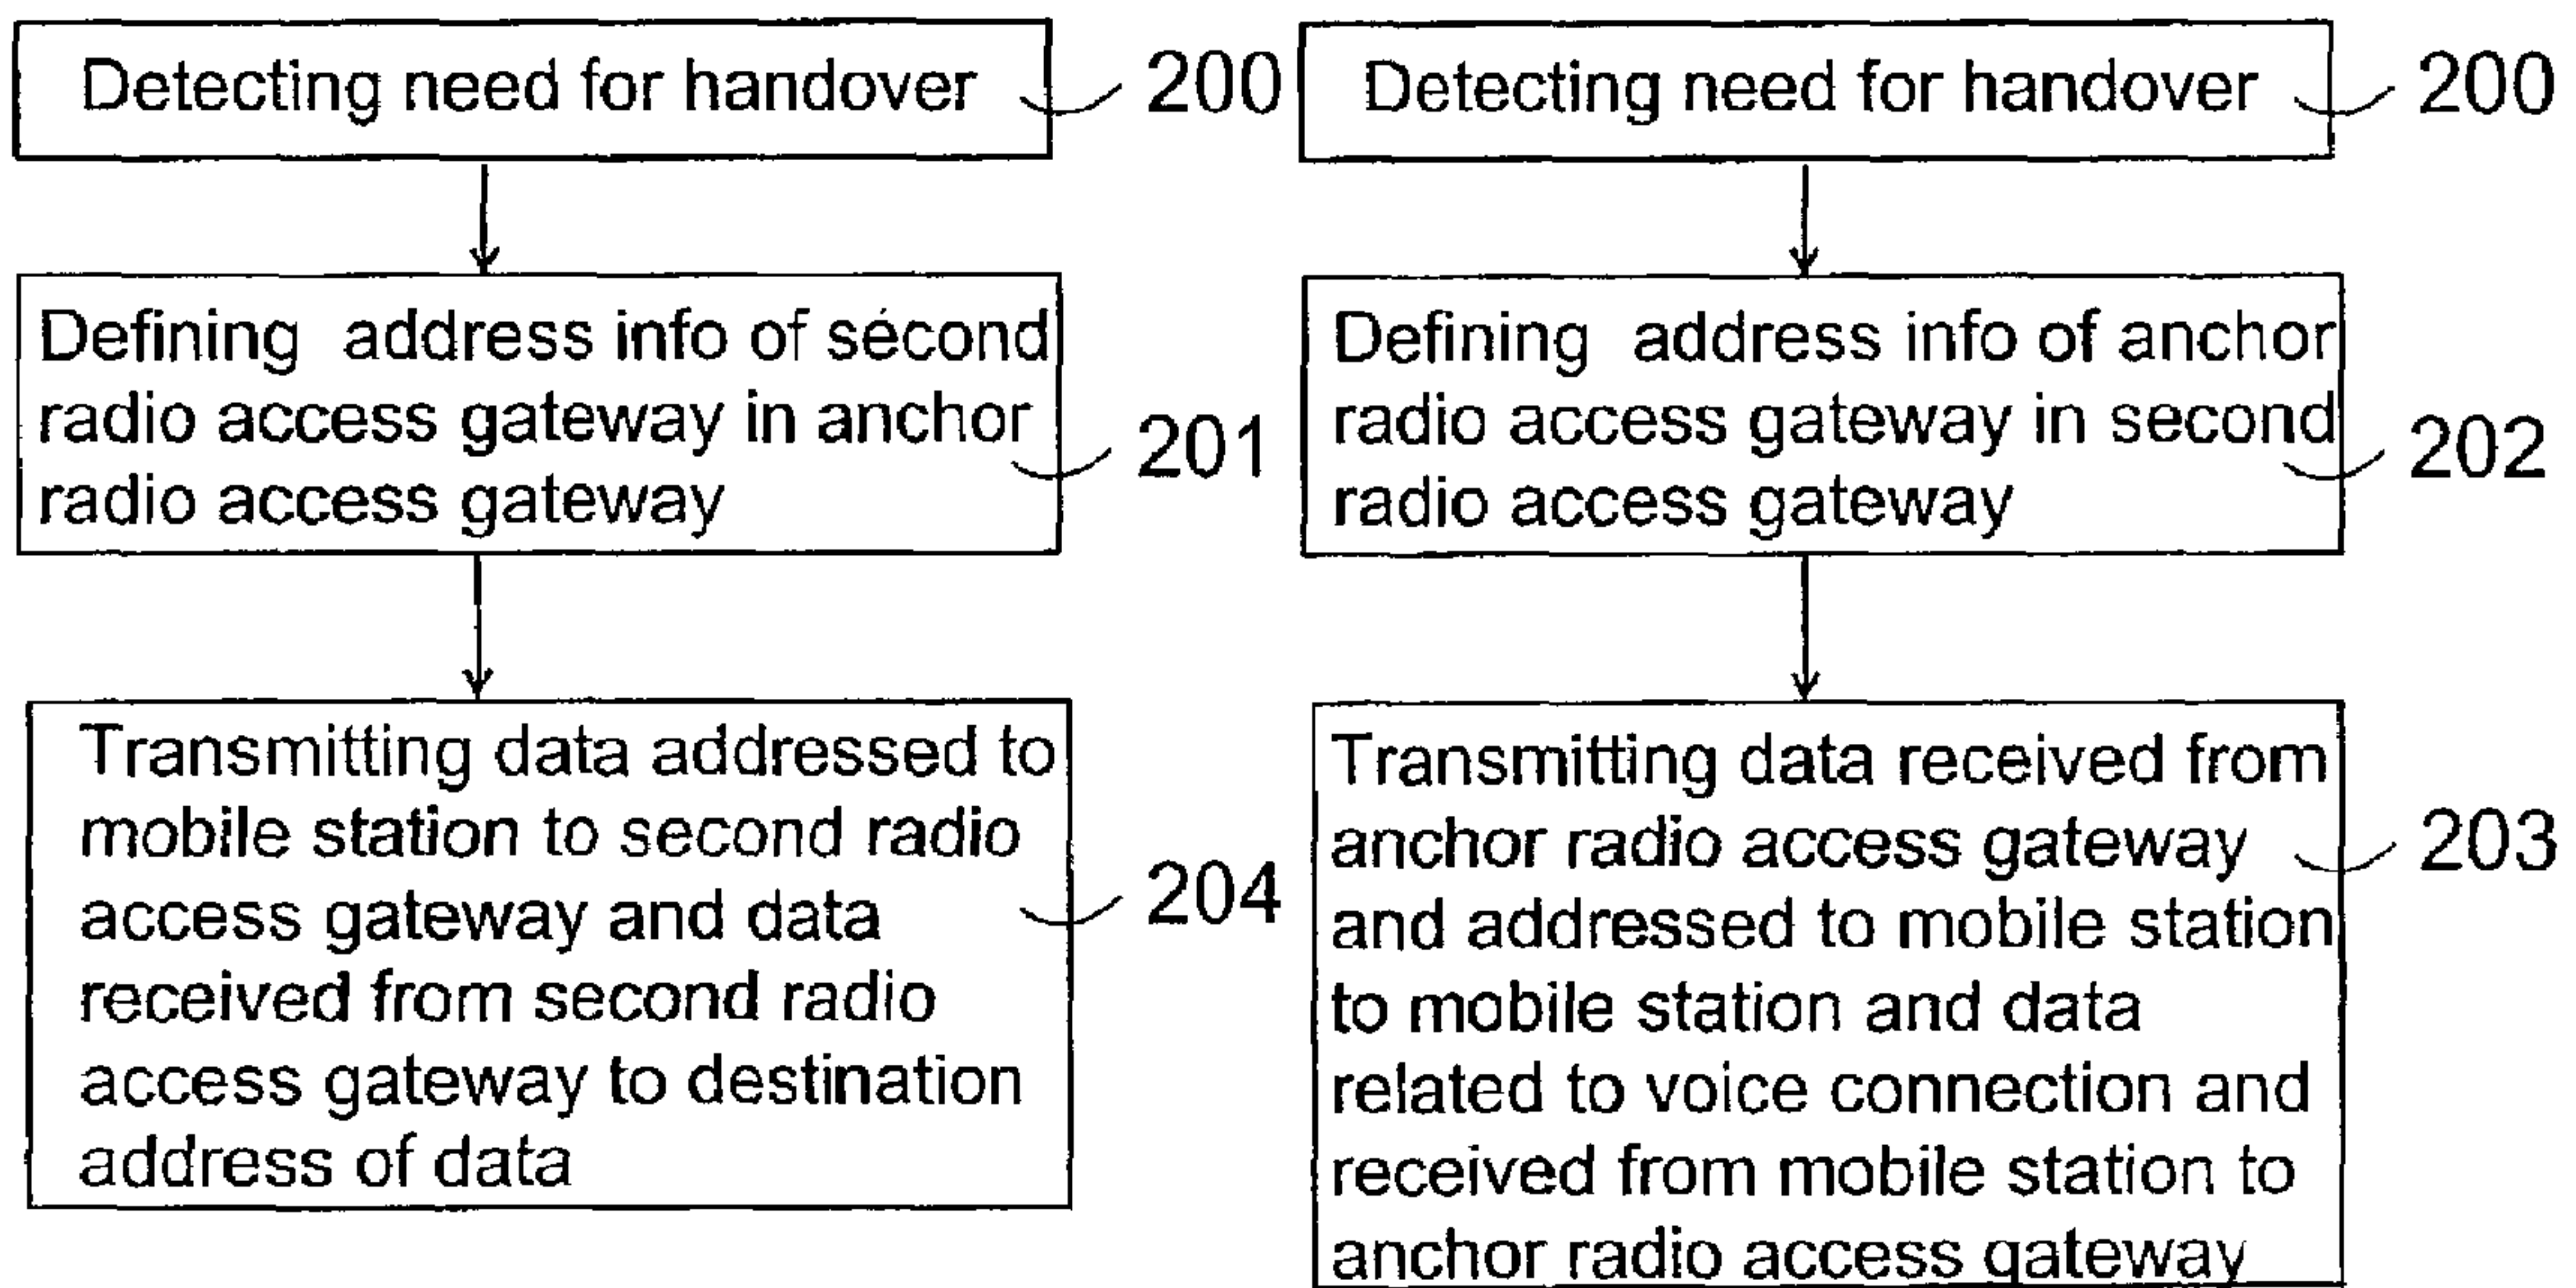 Detecting need for handover
200
Defining address info of second
radio access gateway in anchor
radio access gateway
201
Transmitting data addressed to
mobile station to second radio
access gateway and data
received from second radio
access gateway to destination
address of data
204
Detecting need for handover
200
Defining address info of anchor
radio access gateway in second
radio access gateway
202
Transmitting data received from
anchor radio access gateway
and addressed to mobile station
to mobile station and data
related to voice connection and
received from mobile station to
anchor radio access gateway
203